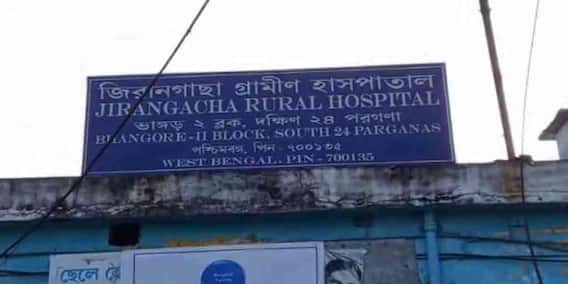 জিরানগাছা গ্রামীণ হাসপাতাল
JIRANGACHA RURAL HOSPITAL
ভাঙ্গড় ২ ব্লক, দক্ষিণ ২৪ পরগণা
BHANGORE-II BLOCK, SOUTH 24 PARGANAS
পশ্চিমবঙ্গ, পিন - ৭০০১৩৫
WEST BENGAL, PIN - 700135
ছেলে